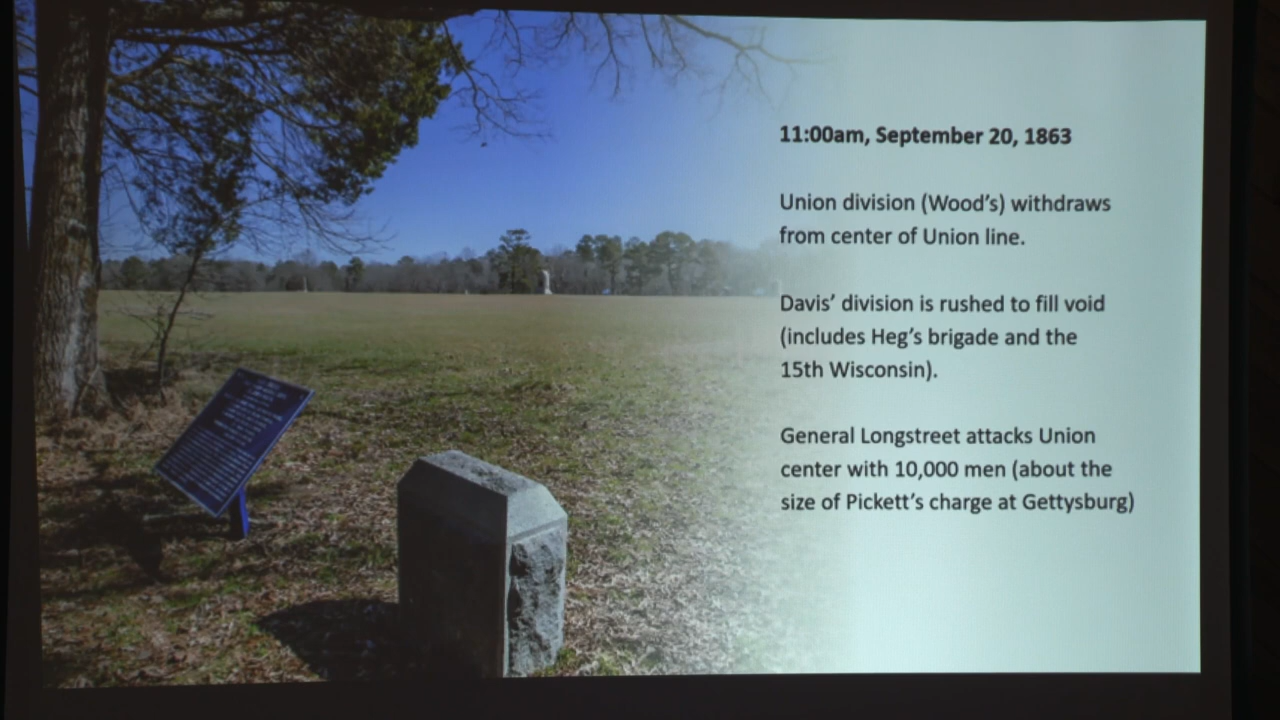 11:00am, September 20, 1863
Union division (Wood's) withdraws
from center of Union line.
Davis' division is rushed to fill void
(includes Heg's brigade and the
15th Wisconsin).
General Longstreet attacks Union
center with 10,000 men (about the
size of Pickett's charge at Gettysburg)